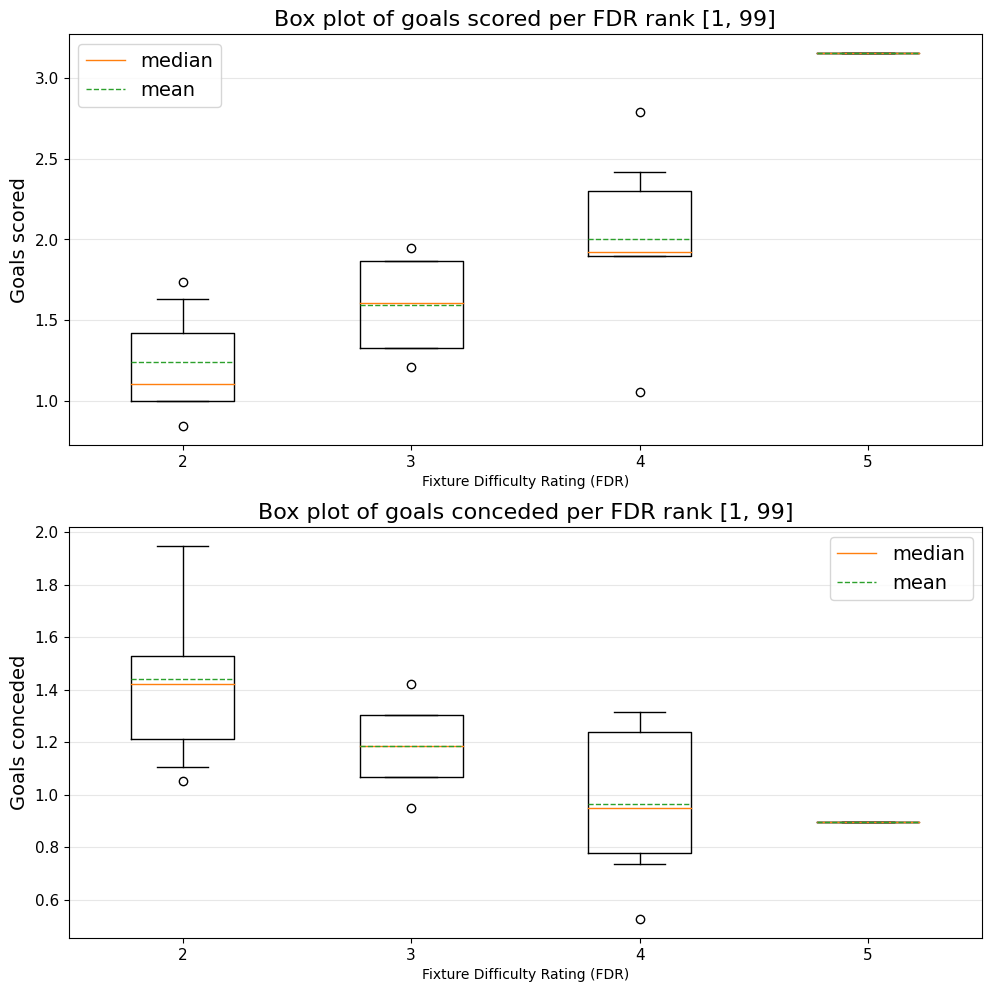 Box plot of goals scored per FDR rank [1, 99]
median
mean
3.0
2.5
2.0
1.5
1.0
Goals scored
2 3 4 5
Fixture Difficulty Rating (FDR)
Box plot of goals conceded per FDR rank [1, 99]
median
mean
2.0
1.8
1.6
1.4
1.2
1.0
0.8
0.6
Goals conceded
2 3 4 5
Fixture Difficulty Rating (FDR)